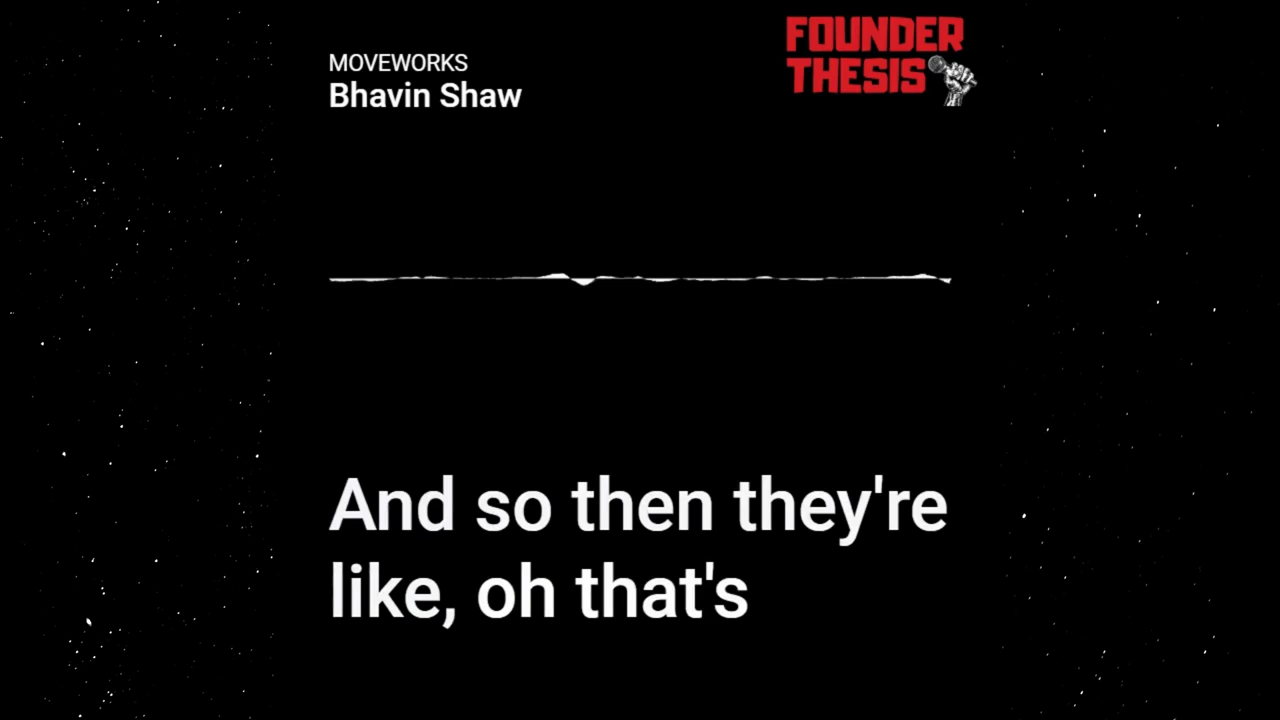 MOVEWORKS
Bhavin Shaw
FOUNDER
THESIS
And so then they're
like, oh that's